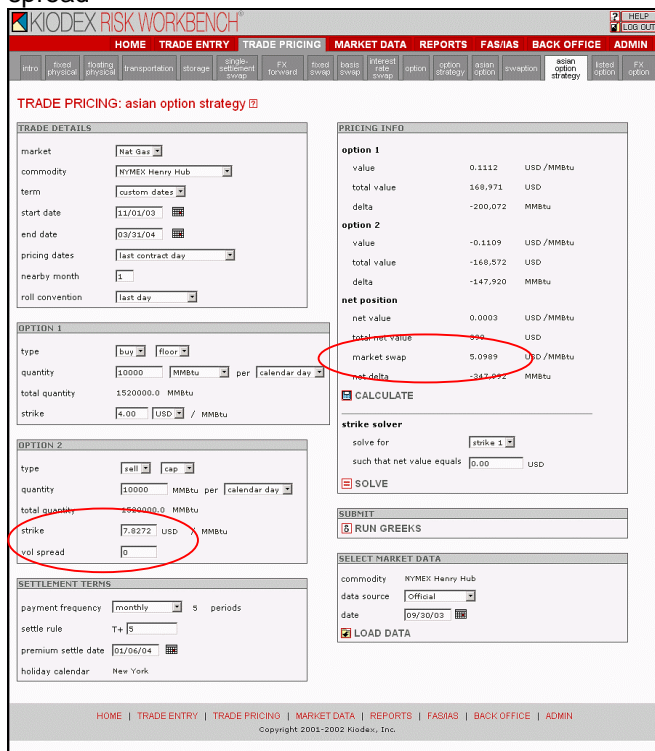 spread
KIODEX RISK WORKBENCH®
? HELP
LOG OUT
HOME TRADE ENTRY TRADE PRICING MARKET DATA REPORTS FAS/IAS BACK OFFICE ADMIN
intro fixed physical floating physical transportation storage single-settlement swap FX forward fixed swap basis swap interest rate swap option option strategy asian option swaption asian option strategy listed option FX option
TRADE PRICING: asian option strategy ?
TRADE DETAILS
market Nat Gas
commodity NYMEX Henry Hub
term custom dates
start date 11/01/03
end date 03/31/04
pricing dates last contract day
nearby month 1
roll convention last day
OPTION 1
type buy floor
quantity 10000 MMBtu per calendar day
total quantity 1520000.0 MMBtu
strike 4.00 USD / MMBtu
OPTION 2
type sell cap
quantity 10000 MMBtu per calendar day
total quantity 1520000.0 MMBtu
strike 7.8272 USD / MMBtu
vol spread 0
SETTLEMENT TERMS
payment frequency monthly 5 periods
settle rule T+ 5
premium settle date 01/06/04
holiday calendar New York
PRICING INFO
option 1
value 0.1112 USD/MMBtu
total value 168,971 USD
delta -200,072 MMBtu
option 2
value -0.1109 USD/MMBtu
total value -168,572 USD
delta -147,920 MMBtu
net position
net value 0.0003 USD/MMBtu
total net value 399 USD
market swap 5.0989 USD/MMBtu
net delta -347,992 MMBtu
CALCULATE
strike solver
solve for strike 1
such that net value equals 0.00 USD
SOLVE
SUBMIT
RUN GREEKS
SELECT MARKET DATA
commodity NYMEX Henry Hub
data source Official
date 09/30/03
LOAD DATA
HOME | TRADE ENTRY | TRADE PRICING | MARKET DATA | REPORTS | FAS/IAS | BACK OFFICE | ADMIN
Copyright 2001-2002 Kiodex, Inc.